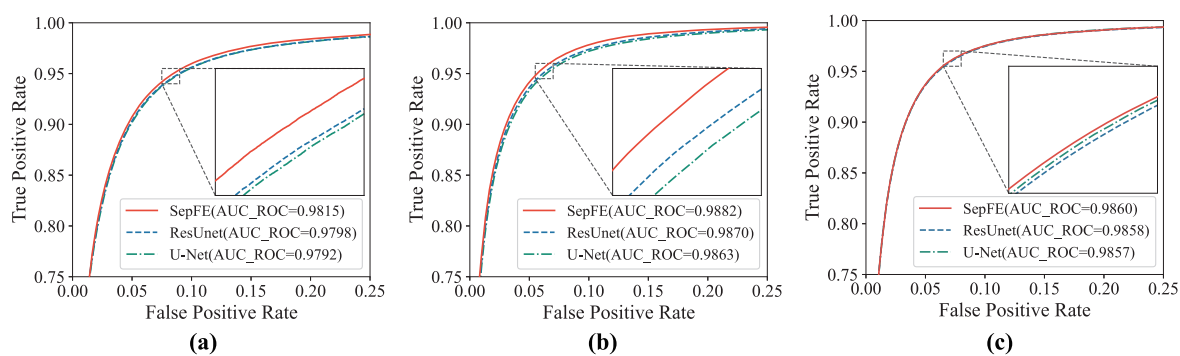 1.00
0.95
0.90
0.85
0.80
0.75
True Positive Rate
SepFE(AUC_ROC=0.9815)
ResUnet(AUC_ROC=0.9798)
U-Net(AUC_ROC=0.9792)
0.00 0.05 0.10 0.15 0.20 0.25
False Positive Rate
(a)
1.00
0.95
0.90
0.85
0.80
0.75
True Positive Rate
SepFE(AUC_ROC=0.9882)
ResUnet(AUC_ROC=0.9870)
U-Net(AUC_ROC=0.9863)
0.00 0.05 0.10 0.15 0.20 0.25
False Positive Rate
(b)
1.00
0.95
0.90
0.85
0.80
0.75
True Positive Rate
SepFE(AUC_ROC=0.9860)
ResUnet(AUC_ROC=0.9858)
U-Net(AUC_ROC=0.9857)
0.00 0.05 0.10 0.15 0.20 0.25
False Positive Rate
(c)